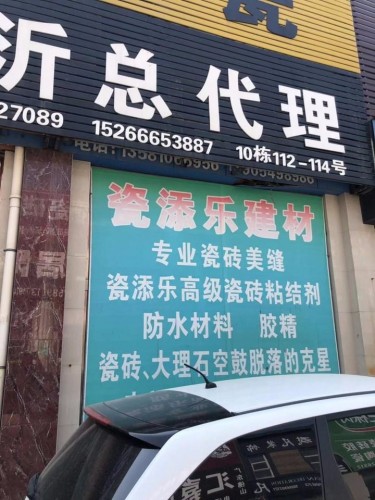 瓷
沂总代理
27089 15266653887 10栋112-114号
瓷添乐建材
专业瓷砖美缝
瓷添乐高级瓷砖粘结剂
防水材料 胶精
瓷砖、大理石空鼓脱落的克星